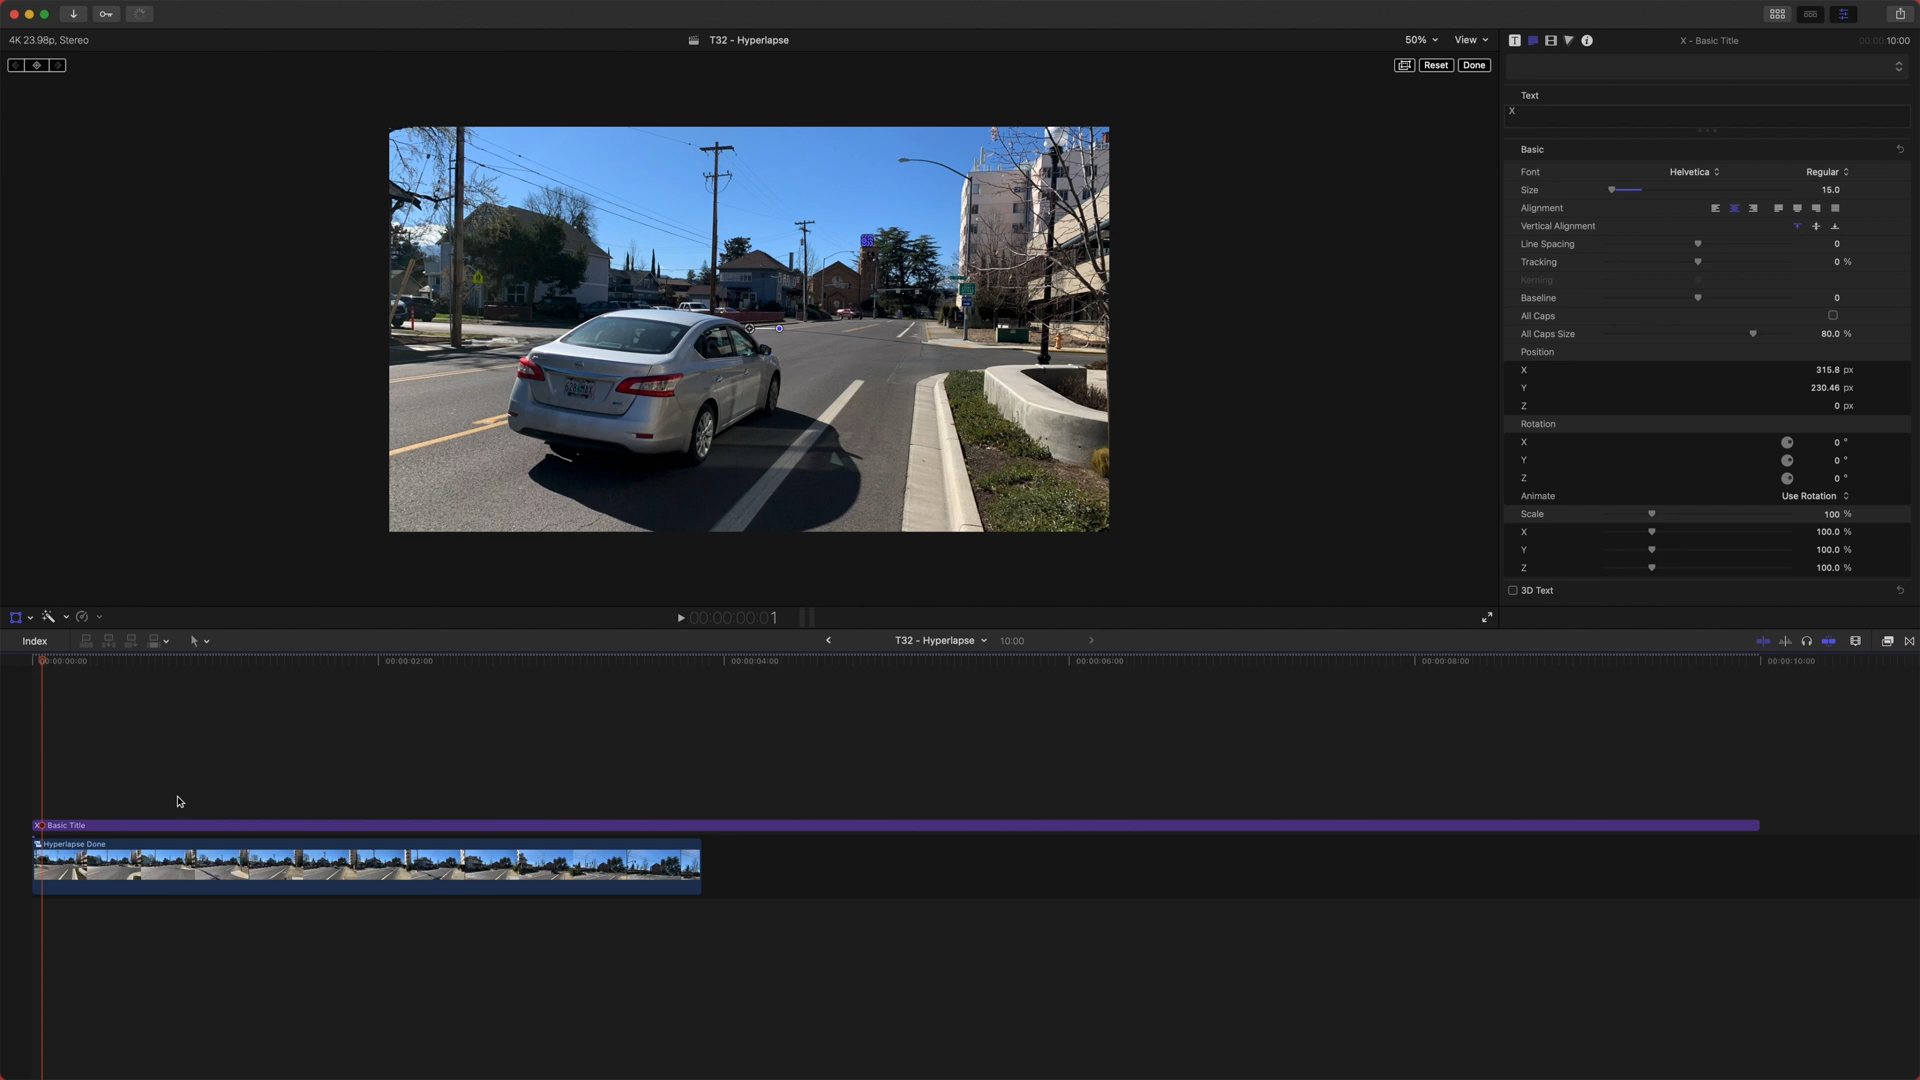 4K 23.98p, Stereo
T32 - Hyperlapse
50%
View
X - Basic Title
00:00:10:00
Reset
Done
Text
X
Basic
Font
Helvetica
Regular
Size
15.0
Alignment
Vertical Alignment
Line Spacing
0
Tracking
0 %
Kerning
Baseline
0
All Caps
All Caps Size
80.0 %
Position
X
315.8 px
Y
230.46 px
Z
0 px
Rotation
X
0 °
Y
0 °
Z
0 °
Animate
Use Rotation
Scale
100 %
X
100.0 %
Y
100.0 %
Z
100.0 %
3D Text
00:00:00:01
Index
T32 - Hyperlapse
10:00
00:00:00:00
00:00:02:00
00:00:04:00
00:00:06:00
00:00:08:00
00:00:10:00
X
Basic Title
Hyperlapse Done